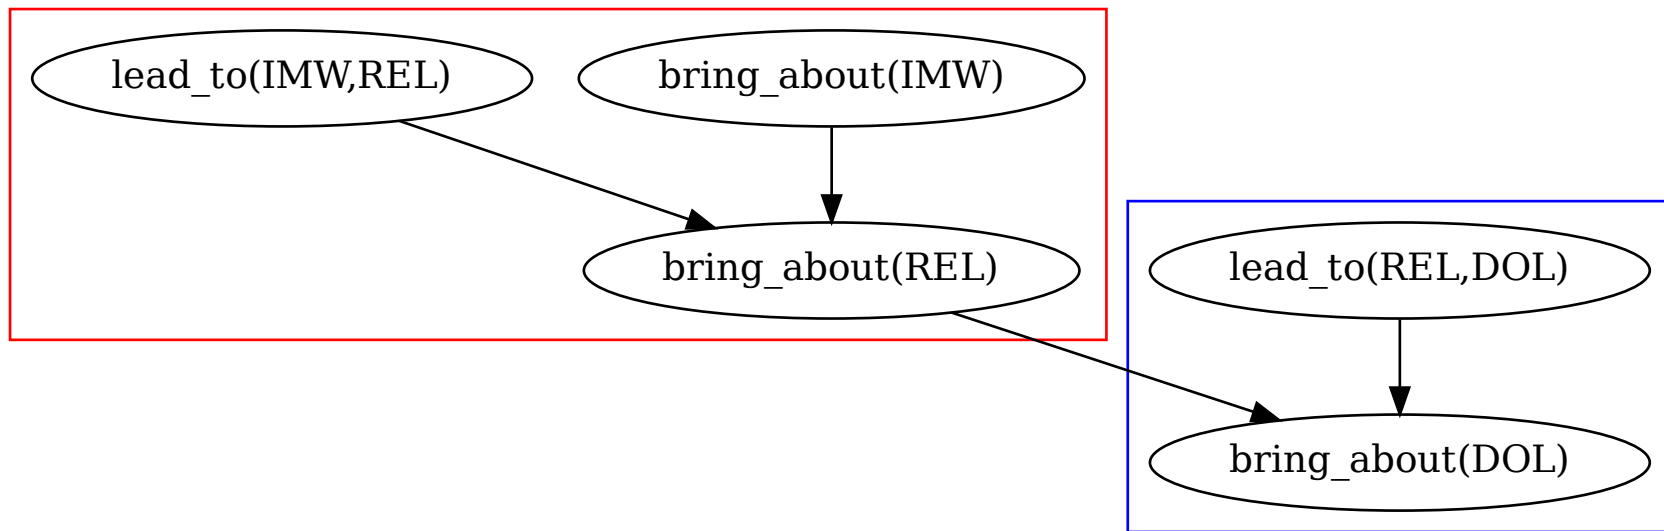 lead_to(IMW,REL)
bring_about(IMW)
bring_about(REL)
lead_to(REL,DOL)
bring_about(DOL)